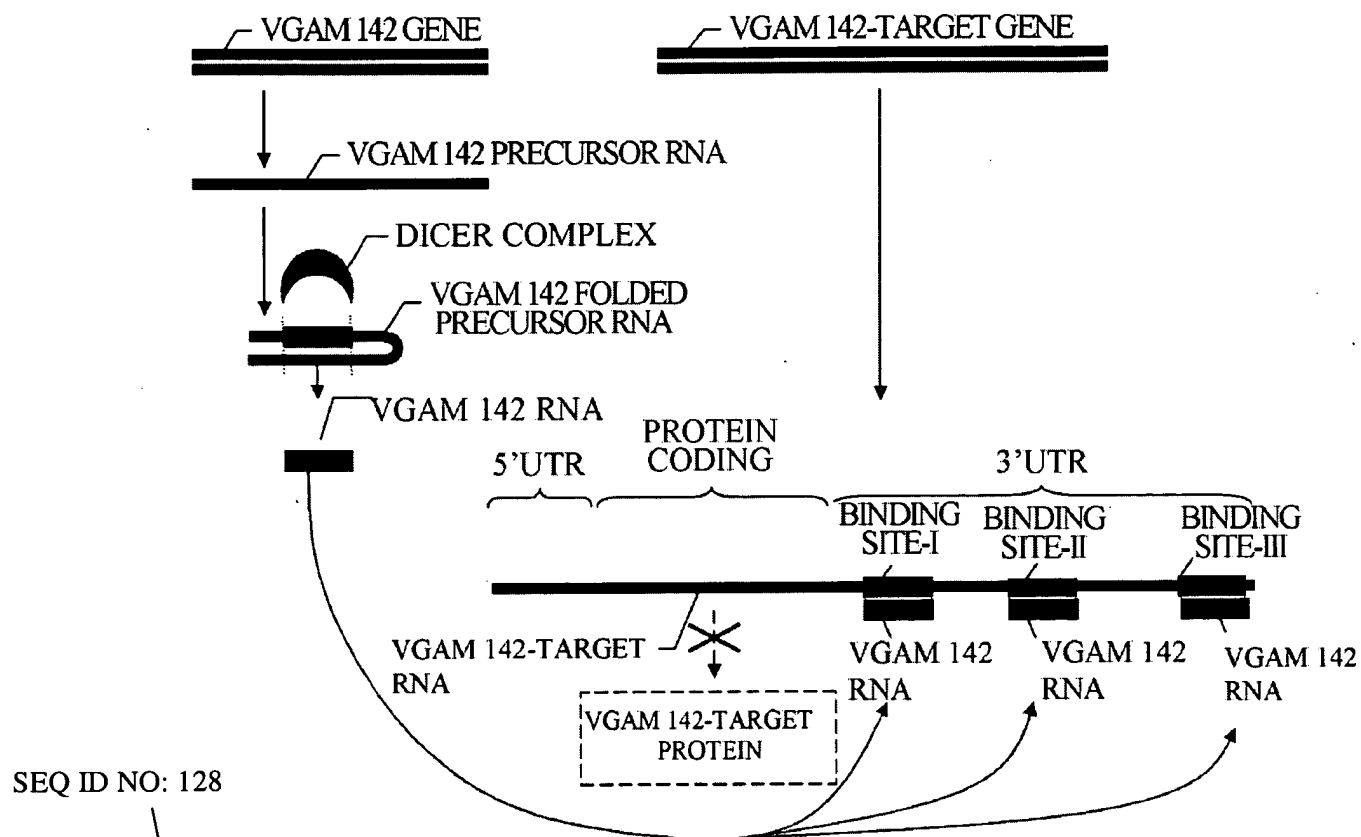 VGAM 142 GENE
VGAM 142-TARGET GENE
VGAM 142 PRECURSOR RNA
DICER COMPLEX
VGAM 142 FOLDED
PRECURSOR RNA
VGAM 142 RNA
5'UTR
PROTEIN
CODING
3'UTR
BINDING
SITE-I
BINDING
SITE-II
BINDING
SITE-III
VGAM 142-TARGET
RNA
VGAM 142
RNA
VGAM 142
RNA
VGAM 142
RNA
VGAM 142-TARGET
PROTEIN
SEQ ID NO: 128